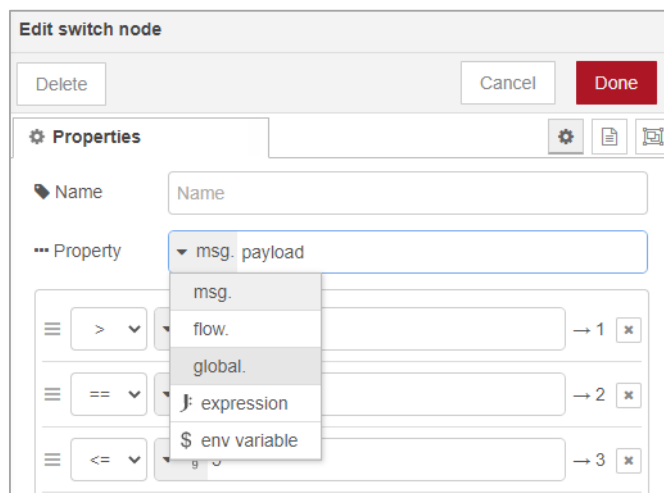 Edit switch node
Delete Cancel Done
Properties
Name Name
Property msg. payload
msg.
flow.
> → 1
global.
== → 2
expression
$ env variable
<= → 3